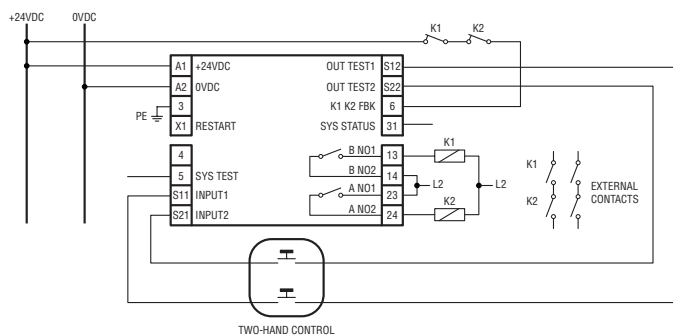 +24VDC 0VDC
K1 K2
A1 +24VDC OUT TEST1 S12
A2 0VDC OUT TEST2 S22
PE 3 K1 K2 FBK 6
X1 RESTART SYS STATUS 31
4 B NO1 13 K1
5 SYS TEST B NO2 14 L2 L2
S11 INPUT1 A NO1 23
S21 INPUT2 A NO2 24 K2
K1
K2
EXTERNAL
CONTACTS
TWO-HAND CONTROL